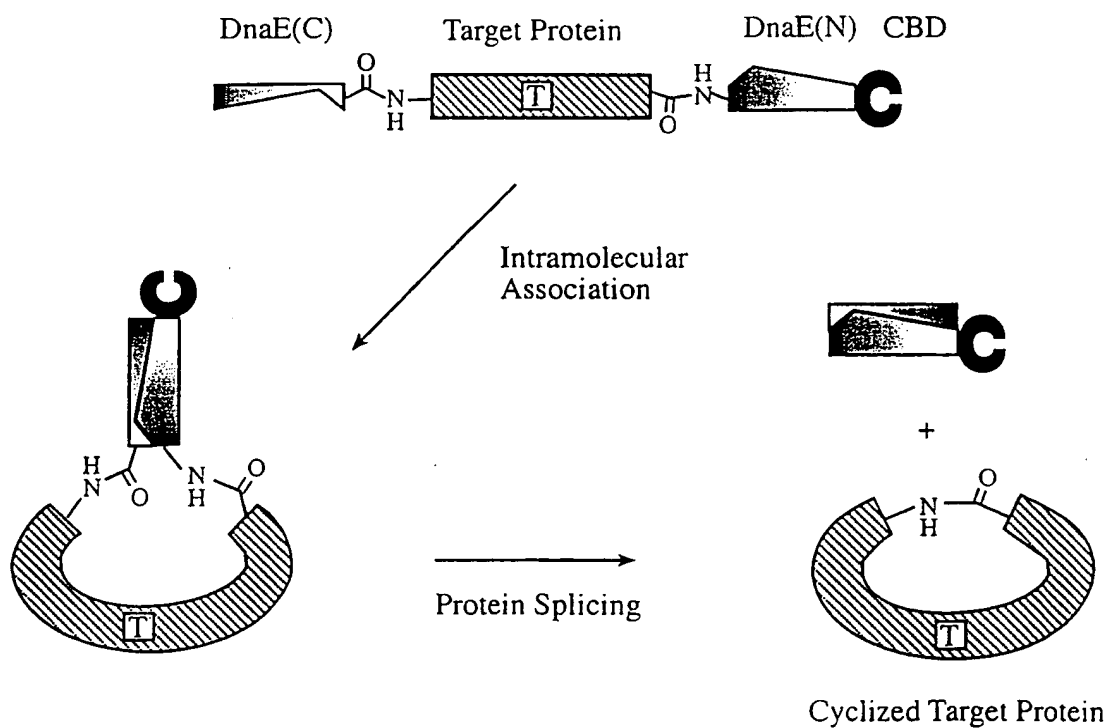 DnaE(C) Target Protein DnaE(N) CBD
O
H
N
H
T
N
O
C
Intramolecular
Association
C
C
+
H
N
O
N
H
O
O
N
H
T
Protein Splicing
T
Cyclized Target Protein